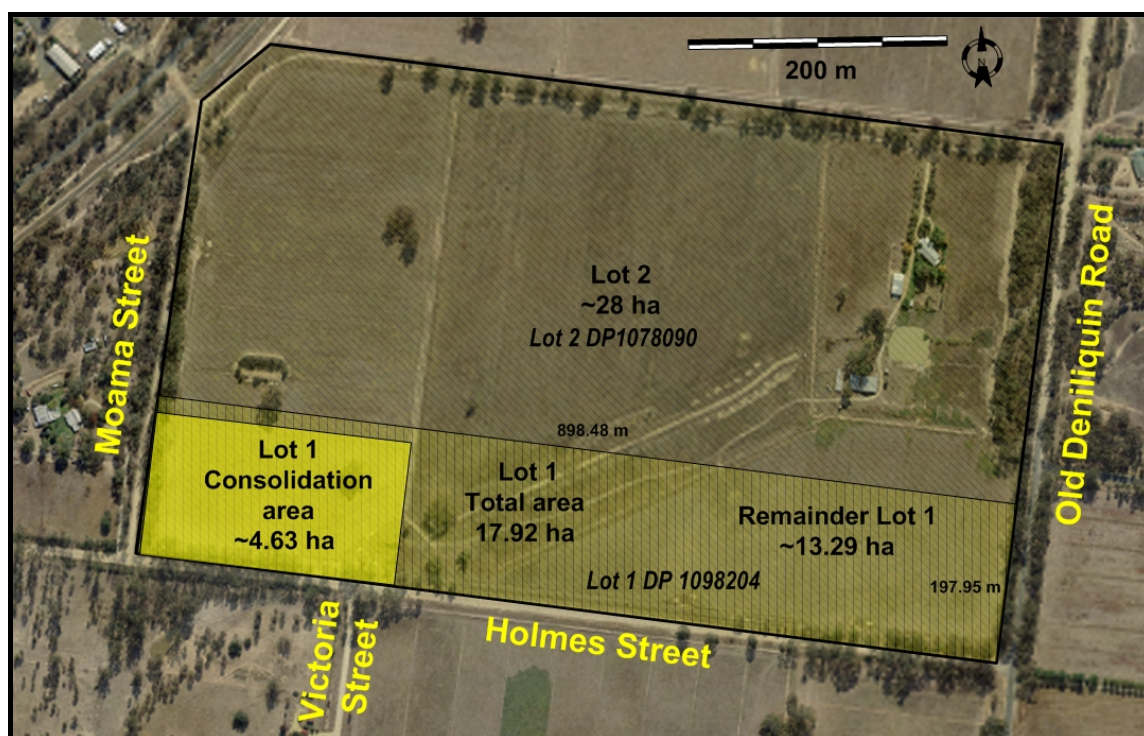 200 m
N
Lot 2
~28 ha
Lot 2 DP1078090
Moama Street
Old Deniliquin Road
898.48 m
Lot 1
Consolidation
area
~4.63 ha
Lot 1
Total area
17.92 ha
Remainder Lot 1
~13.29 ha
Lot 1 DP 1098204
197.95 m
Victoria
Street
Holmes Street